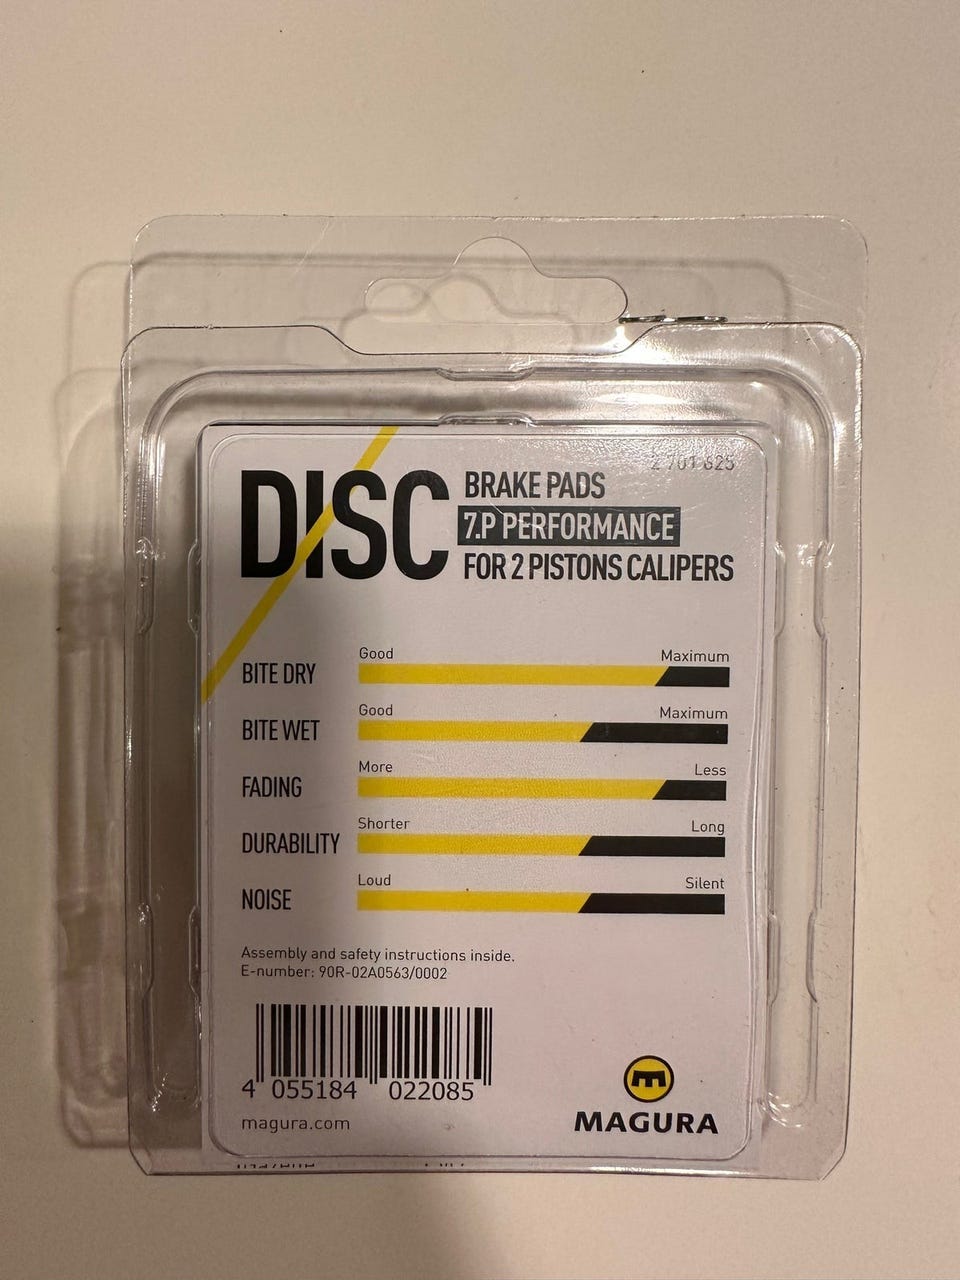 2 701 625
DISC
BRAKE PADS
7.P PERFORMANCE
FOR 2 PISTONS CALIPERS
BITE DRY
Good Maximum
BITE WET
Good Maximum
FADING
More Less
DURABILITY
Shorter Long
NOISE
Loud Silent
Assembly and safety instructions inside.
E-number: 90R-02A0563/0002
4 055184 022085
magura.com
MAGURA